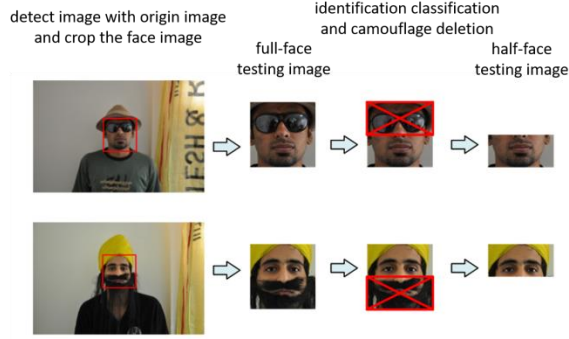 detect image with origin image
and crop the face image
identification classification
and camouflage deletion
full-face
testing image
half-face
testing image